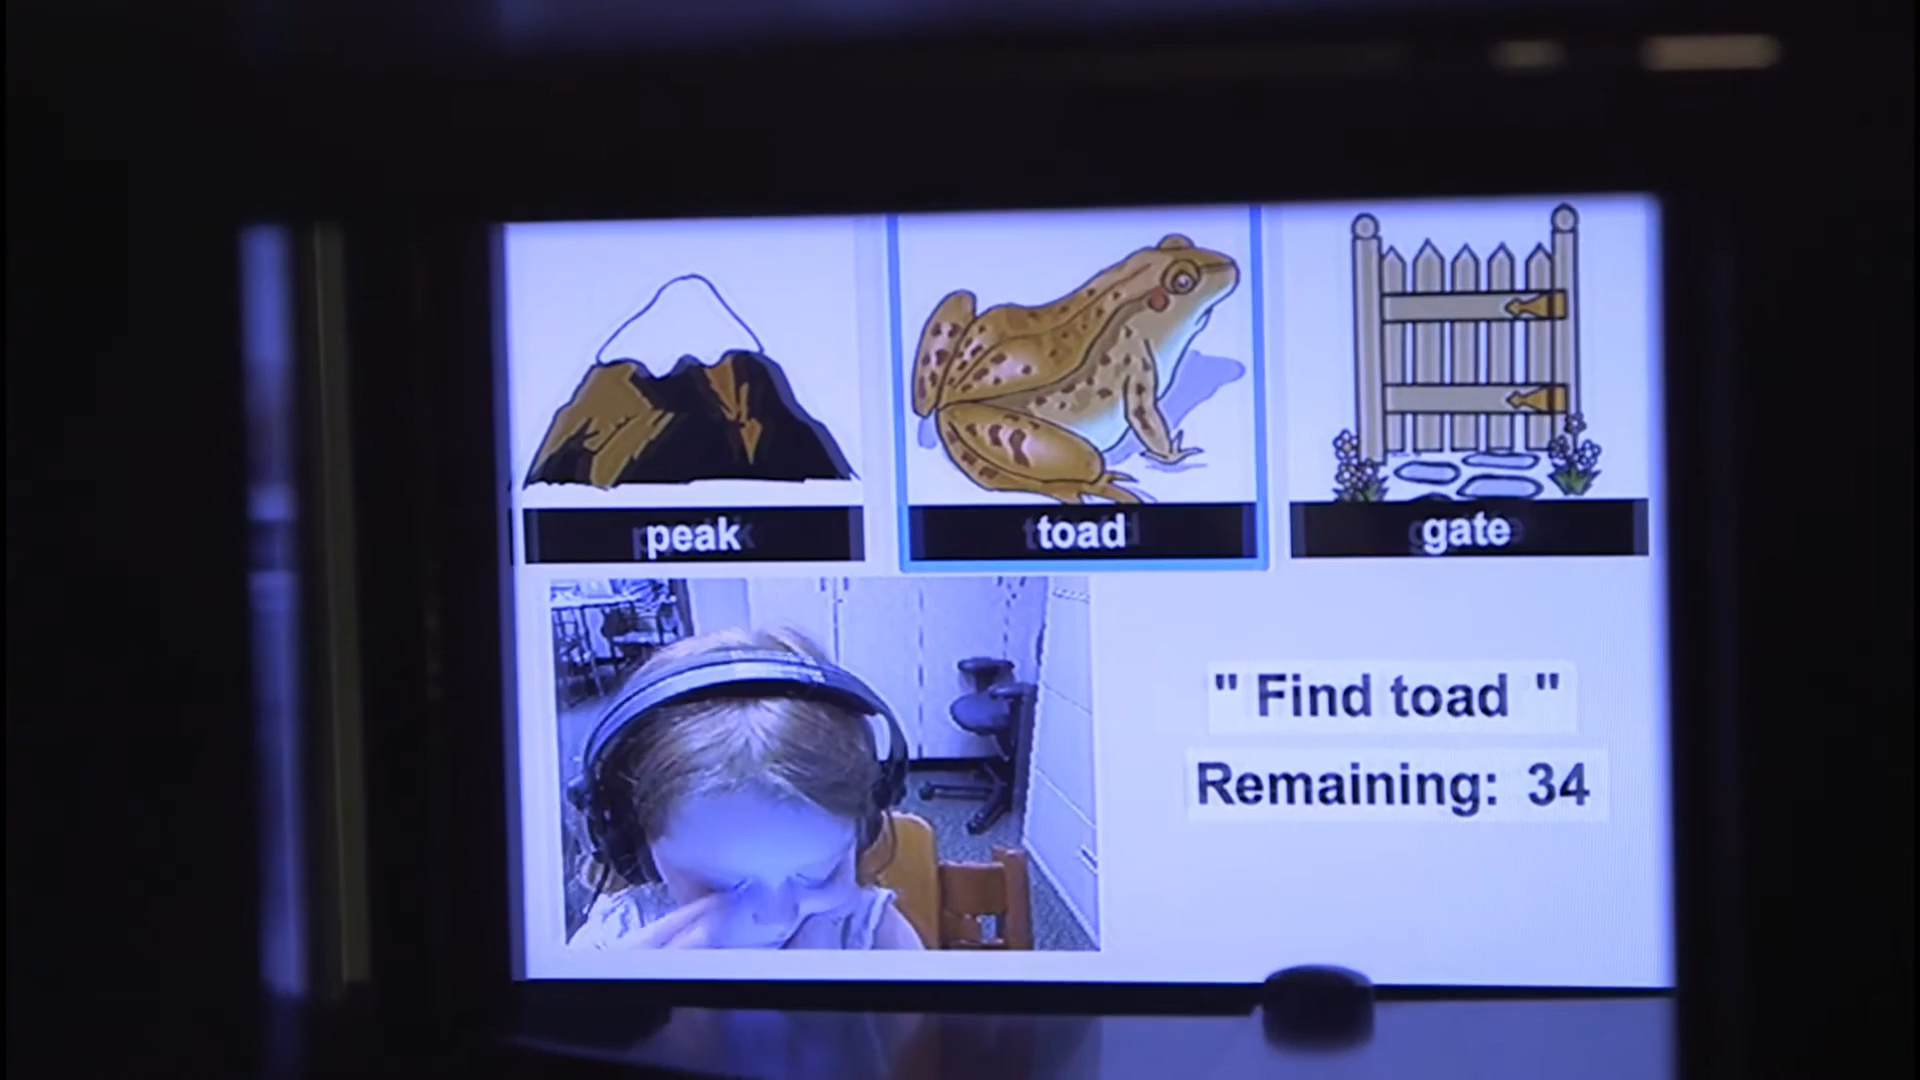 peak
toad
gate
" Find toad "
Remaining: 34